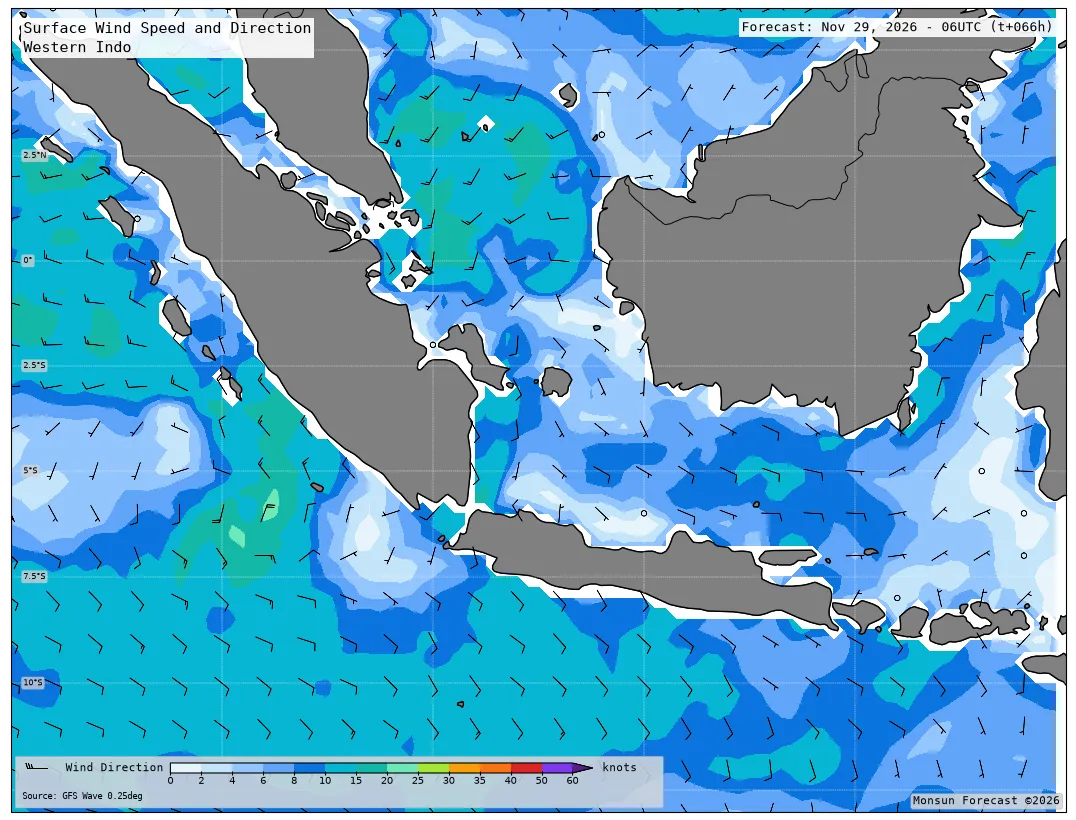 Surface Wind Speed and Direction
Western Indo
Forecast: Nov 29, 2026 - 06UTC (t+066h)
2.5°N
0°
2.5°S
5°S
7.5°S
10°S
Wind Direction
0 2 4 6 8 10 15 20 25 30 35 40 50 60
knots
Source: GFS Wave 0.25deg
Monsun Forecast ©2026